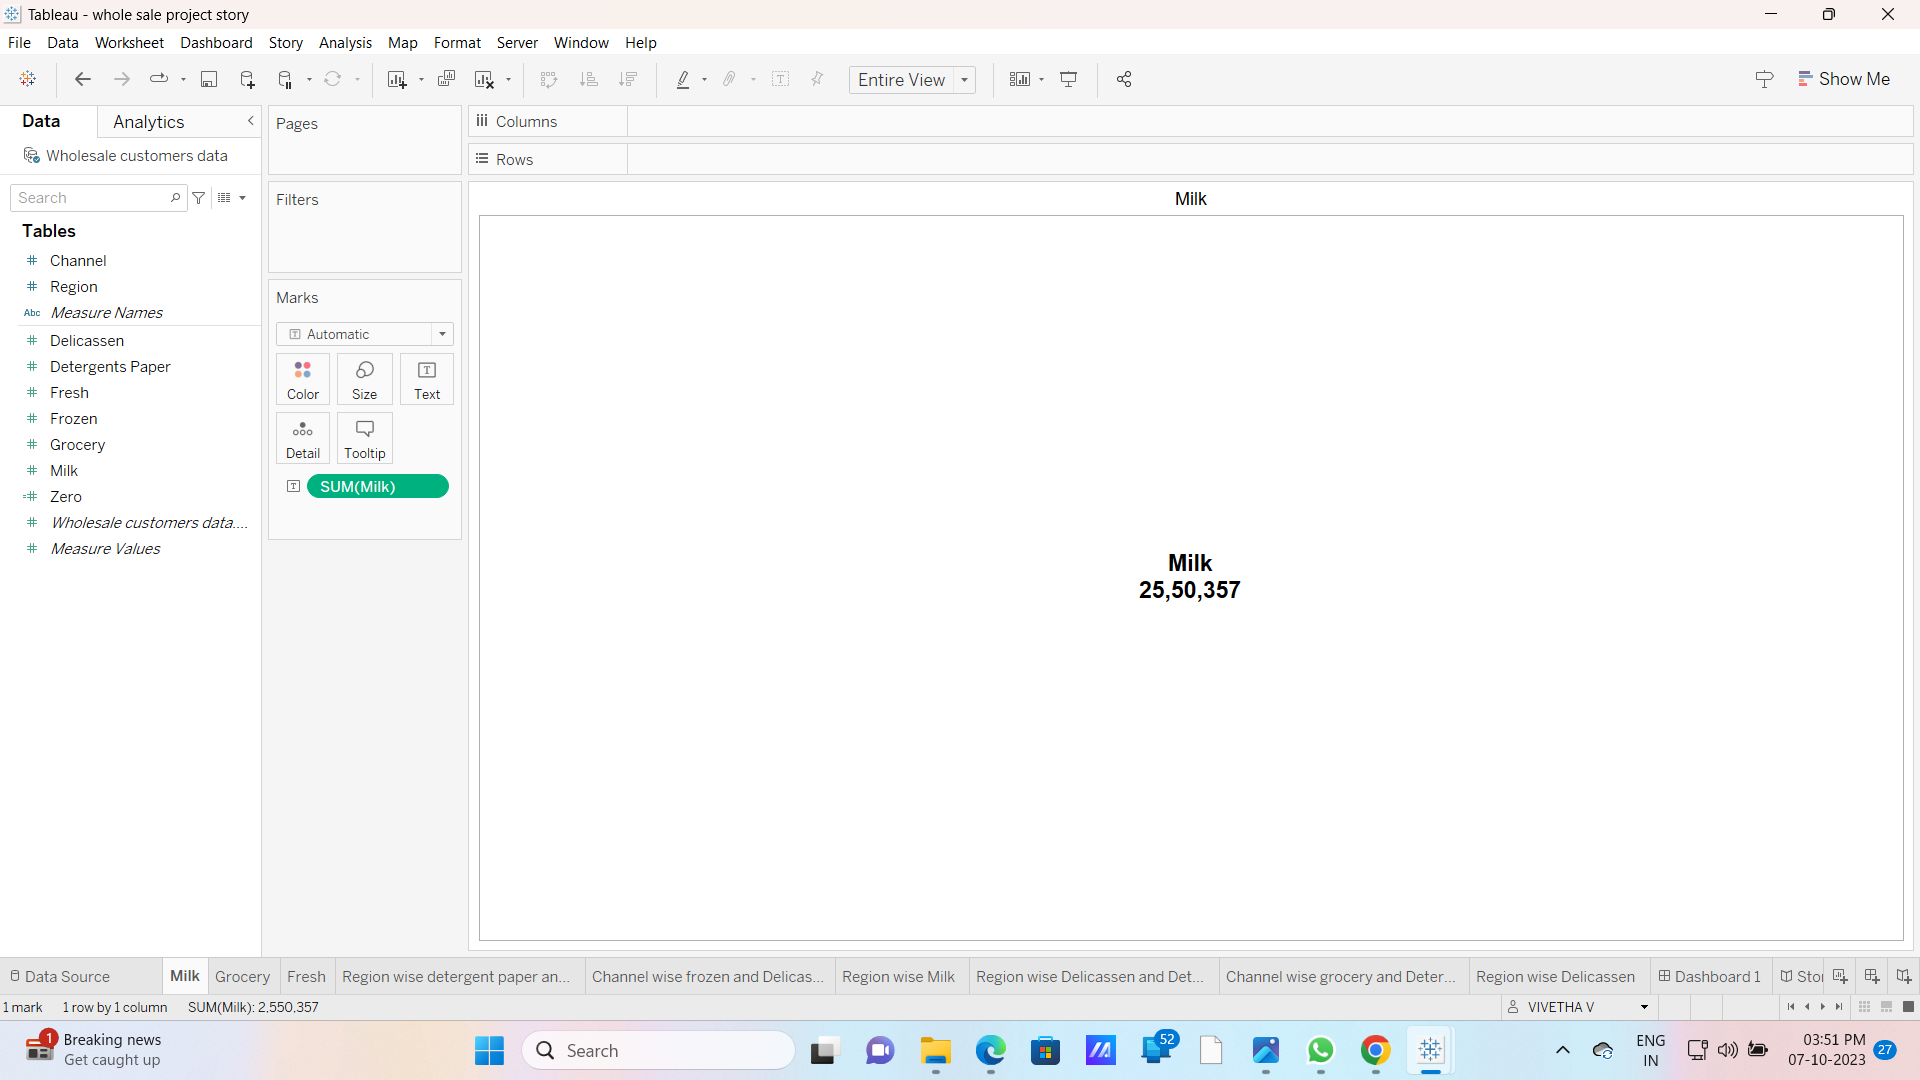 Tableau - whole sale project story
File Data Worksheet Dashboard Story Analysis Map Format Server Window Help
Entire View
Show Me
Data Analytics
Wholesale customers data
Search
Tables
Channel
Region
Abc Measure Names
Delicassen
Detergents Paper
Fresh
Frozen
Grocery
Milk
Zero
Wholesale customers data....
Measure Values
Pages
Filters
Marks
Automatic
Color Size Text
Detail Tooltip
SUM(Milk)
Columns
Rows
Milk
Milk
25,50,357
Data Source Milk Grocery Fresh Region wise detergent paper an... Channel wise frozen and Delicas... Region wise Milk Region wise Delicassen and Det... Channel wise grocery and Deter... Region wise Delicassen Dashboard 1 Sto
1 mark 1 row by 1 column SUM(Milk): 2,550,357
VIVETHA V
1 Breaking news
Get caught up
Search
52
ENG
IN
03:51 PM
07-10-2023
27